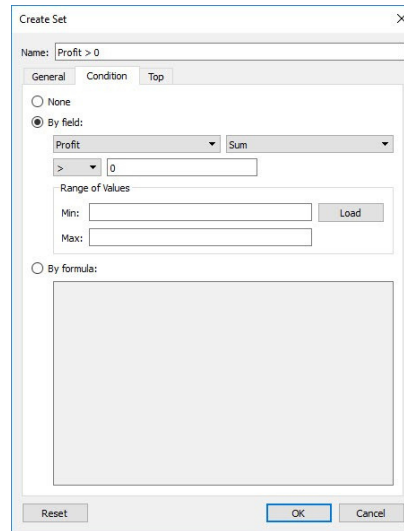 Create Set
Name: Profit > 0
General Condition Top
None
By field:
Profit Sum
> 0
Range of Values
Min: Load
Max:
By formula:
Reset OK Cancel